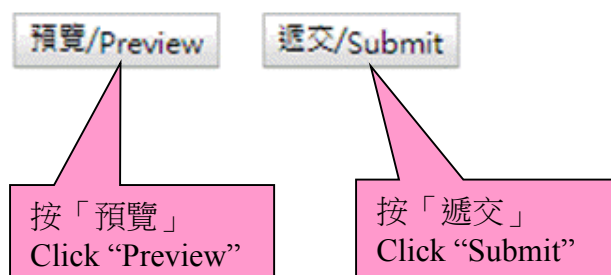 預覽/Preview 遞交/Submit
按「預覽」
Click “Preview”
按「遞交」
Click “Submit”